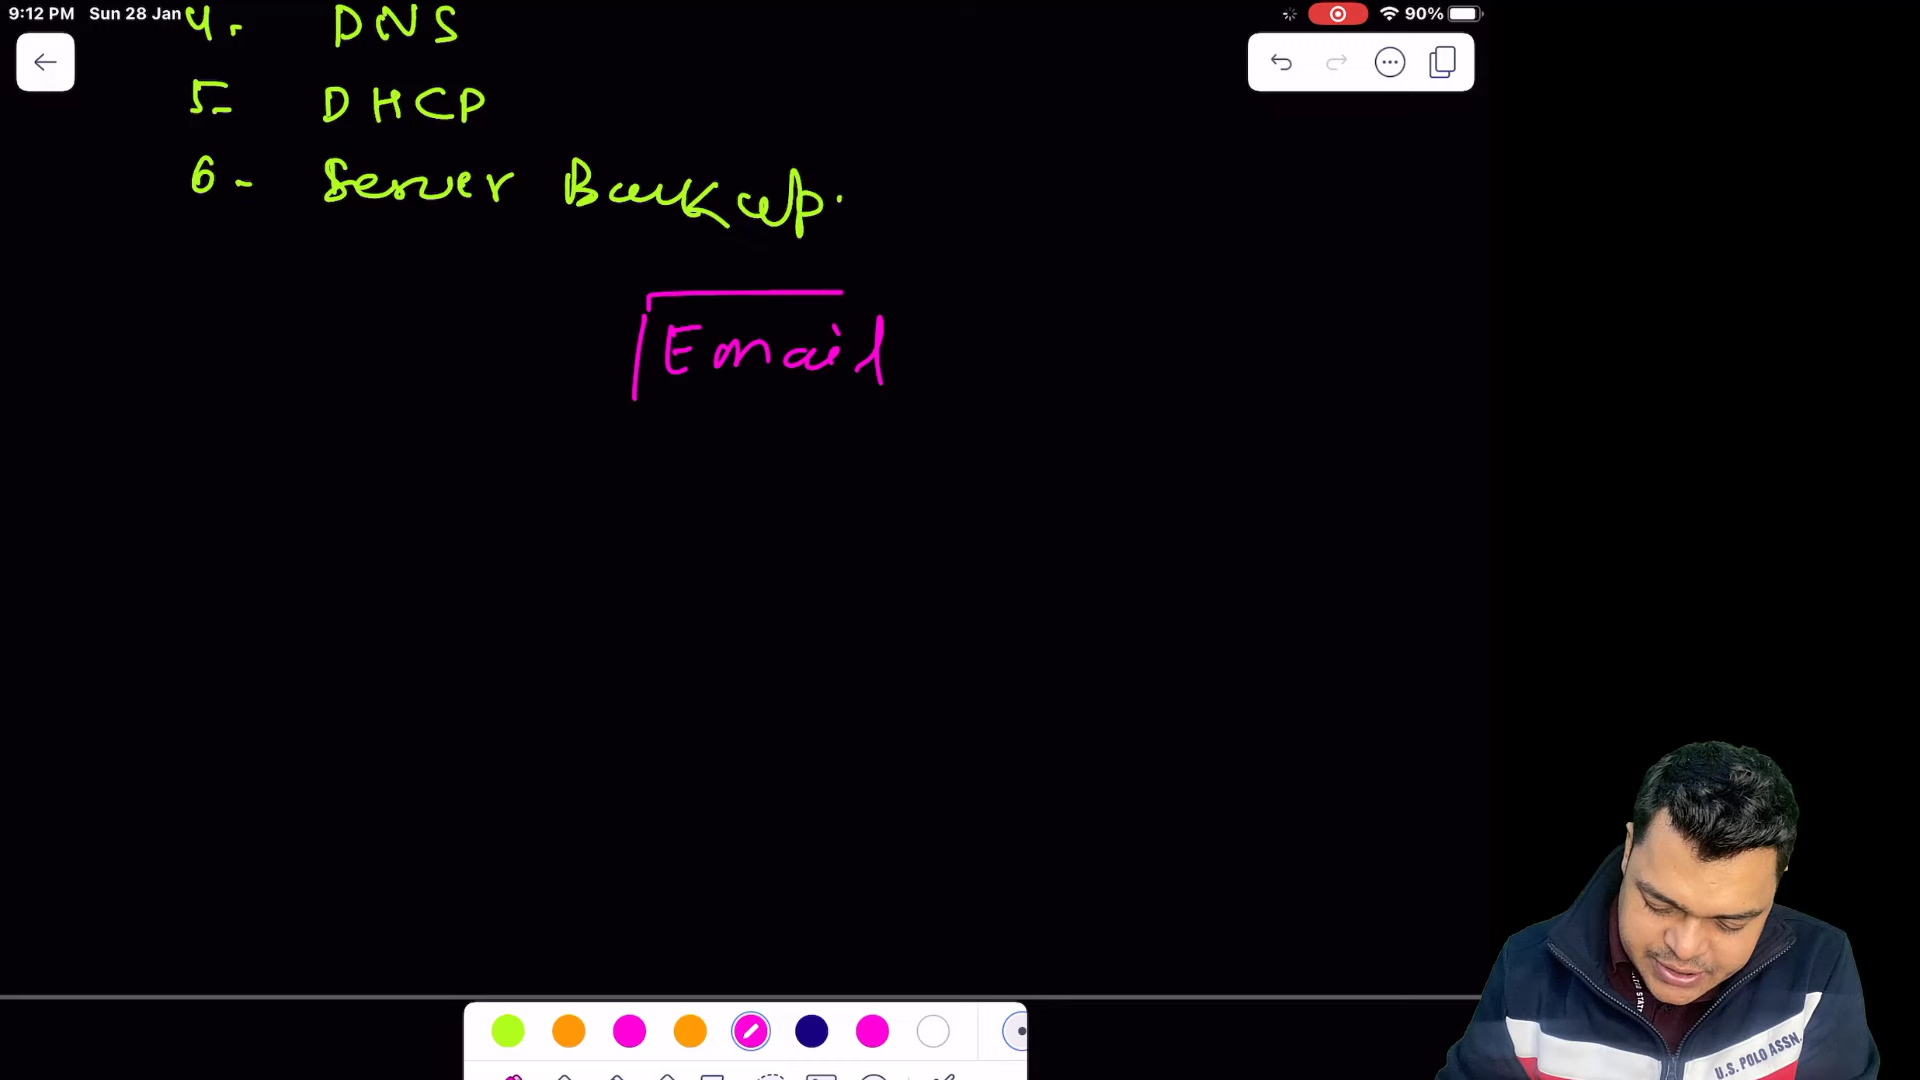 9:12 PM Sun 28 Jan
90%
4. DNS
5- DHCP
6- Server Backup.
Email
U.S. POLO ASSN.